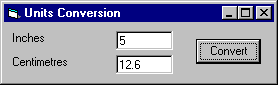 Units Conversion
Inches 5
Convert
Centimetres 12.6